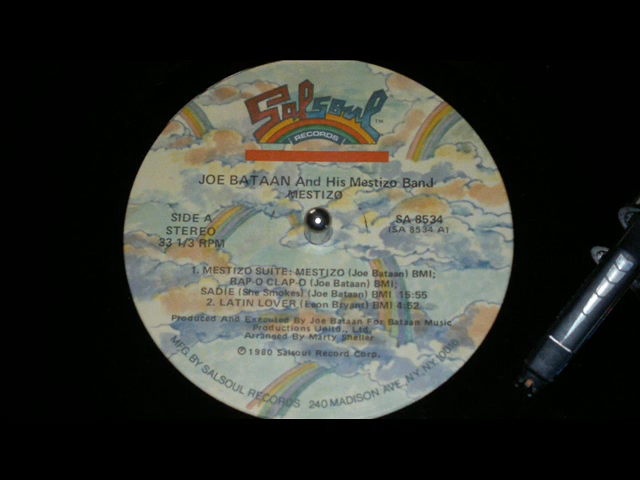 Salsoul
TM
RECORDS
JOE BATAAN And His Mestizo Band
MESTIZO
SIDE A
STEREO
33 1/3 RPM
SA 8534
(SA 8534 A)
1. MESTIZO SUITE: MESTIZO (Joe Bataan) BMI;
RAP-O CLAP-O (Joe Bataan) BMI;
SADIE (She Smokes) (Joe Bataan) BMI 15:55
2. LATIN LOVER (Leon Bryant) BMI 4:52
Produced And Executed By Joe Bataan For Bataan Music
Productions Unltd., Ltd.
Arranged By Marty Sheller
©1980 Salsoul Record Corp.
MFG BY SALSOUL RECORDS 240 MADISON AVE, NY, NY 10016